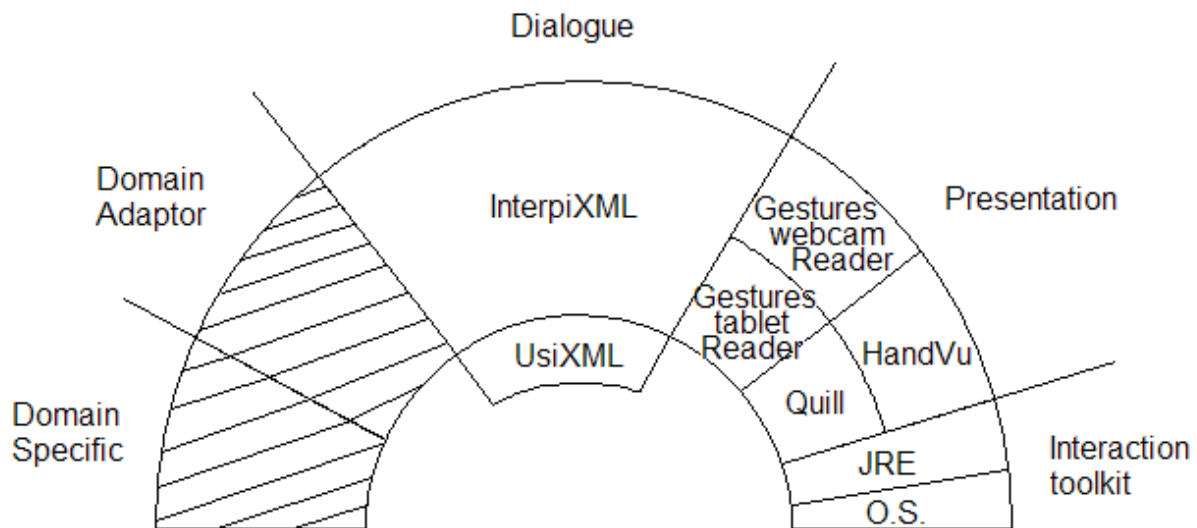 Dialogue
Domain
Adaptor
InterpiXML
Gestures
webcam
Reader
Presentation
Gestures
tablet
Reader
UsiXML
HandVu
Domain
Specific
Quill
JRE
Interaction
toolkit
O.S.